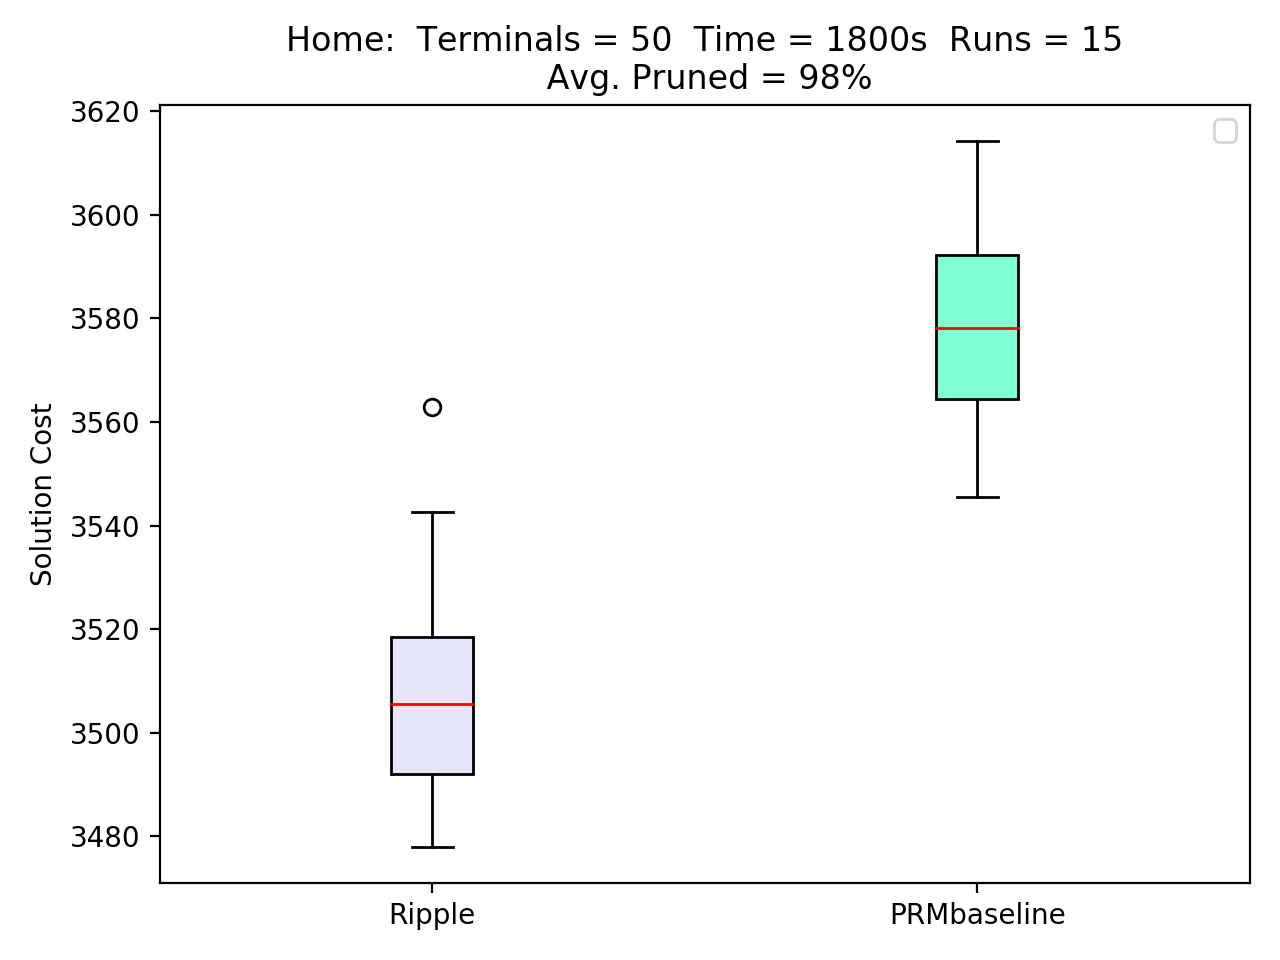 Home:  Terminals = 50  Time = 1800s  Runs = 15
Avg. Pruned = 98%
3620
3600
3580
3560
3540
3520
3500
3480
Solution Cost
Ripple
PRMbaseline